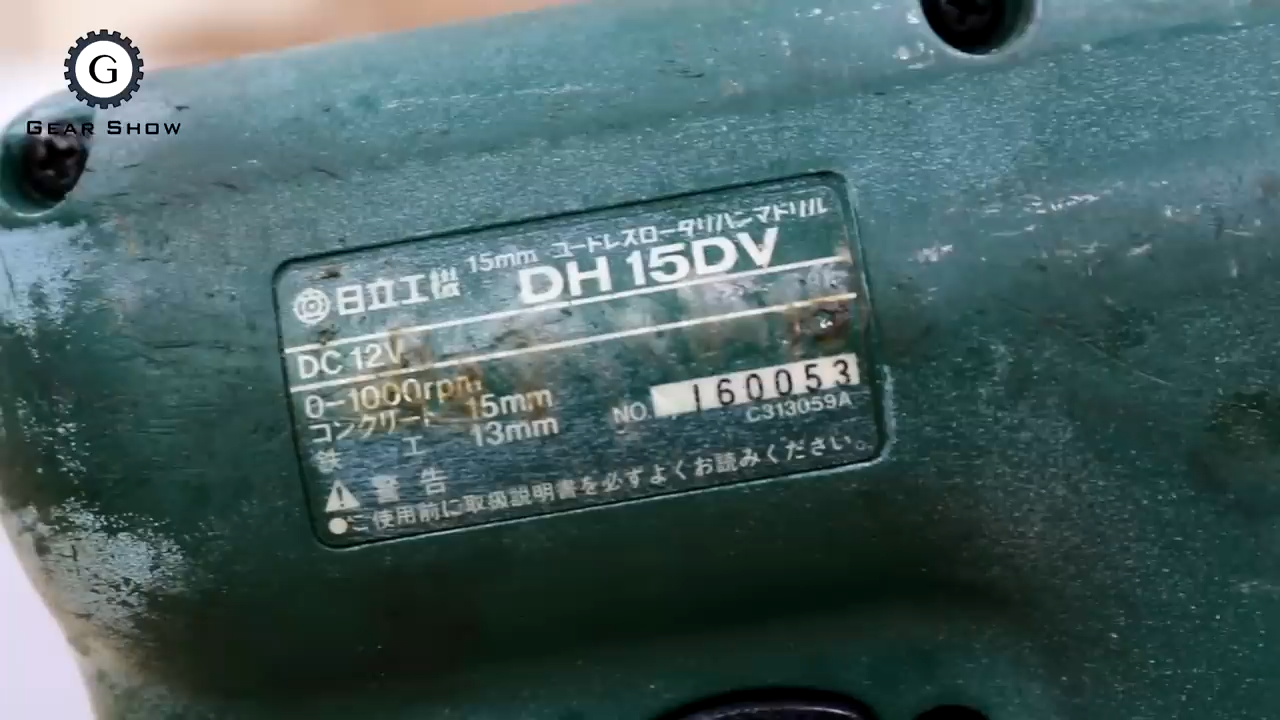 G
GEAR SHOW
15mm コードレスロータリハンマドリル
日立工機 DH 15DV
DC 12V
0-1000rpm
コンクリート 15mm
鉄 工 13mm
NO. 160053
C313059A
⚠ 警告
●ご使用前に取扱説明書を必ずよくお読みください。